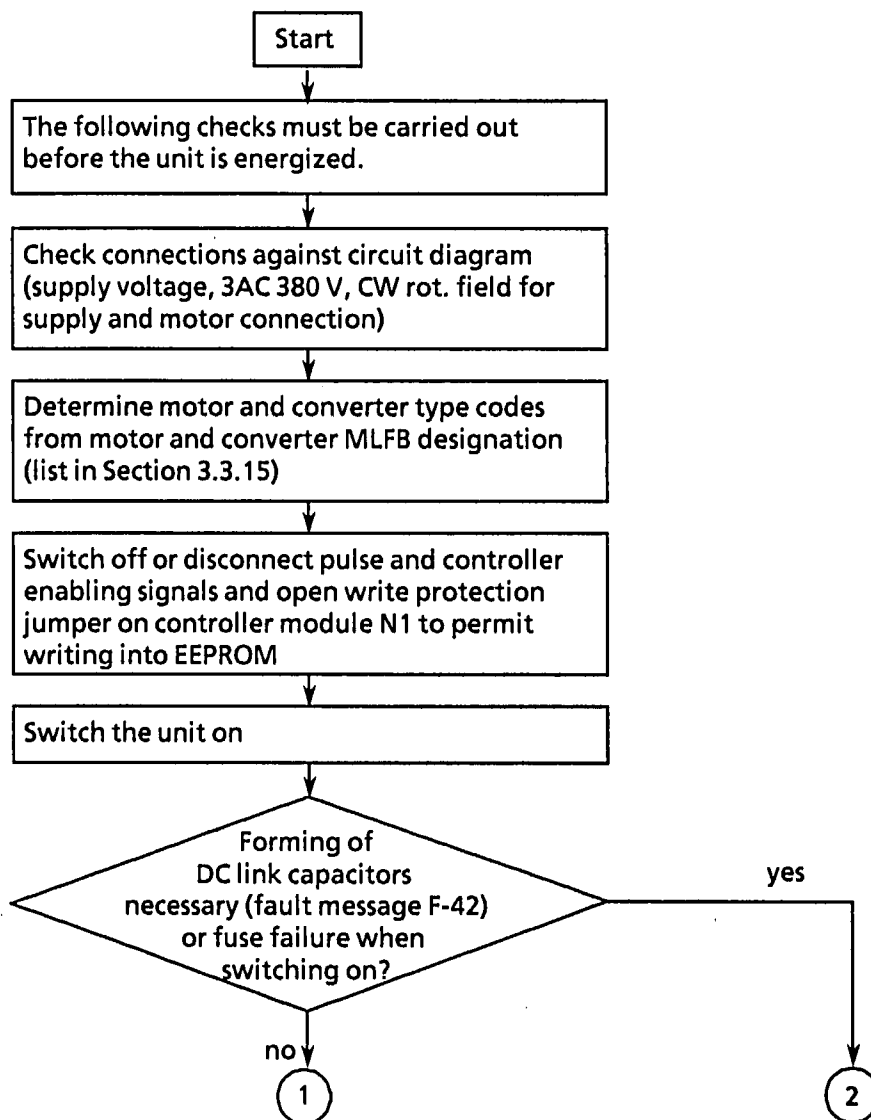 Start
The following checks must be carried out
before the unit is energized.
Check connections against circuit diagram
(supply voltage, 3AC 380 V, CW rot. field for
supply and motor connection)
Determine motor and converter type codes
from motor and converter MLFB designation
(list in Section 3.3.15)
Switch off or disconnect pulse and controller
enabling signals and open write protection
jumper on controller module N1 to permit
writing into EEPROM
Switch the unit on
Forming of
DC link capacitors
necessary (fault message F-42)
or fuse failure when
switching on?
yes
no
1
2